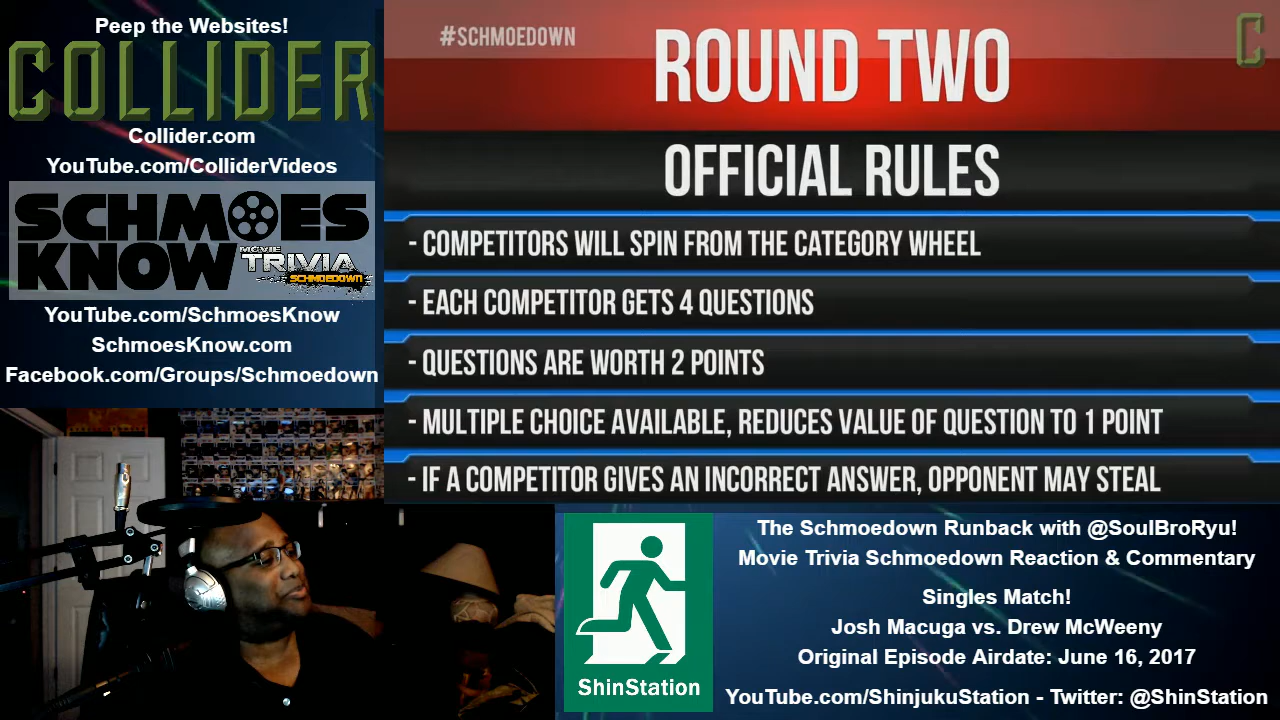 Peep the Websites!
COLLIDER
Collider.com
YouTube.com/ColliderVideos
SCHMOES
KNOW
MOVIE
TRIVIA
SCHMOEDOWN
YouTube.com/SchmoesKnow
SchmoesKnow.com
Facebook.com/Groups/Schmoedown
#SCHMOEDOWN
C
ROUND TWO
OFFICIAL RULES
- COMPETITORS WILL SPIN FROM THE CATEGORY WHEEL
- EACH COMPETITOR GETS 4 QUESTIONS
- QUESTIONS ARE WORTH 2 POINTS
- MULTIPLE CHOICE AVAILABLE, REDUCES VALUE OF QUESTION TO 1 POINT
- IF A COMPETITOR GIVES AN INCORRECT ANSWER, OPPONENT MAY STEAL
ShinStation
The Schmoedown Runback with @SoulBroRyu!
Movie Trivia Schmoedown Reaction & Commentary
Singles Match!
Josh Macuga vs. Drew McWeeny
Original Episode Airdate: June 16, 2017
YouTube.com/ShinjukuStation - Twitter: @ShinStation